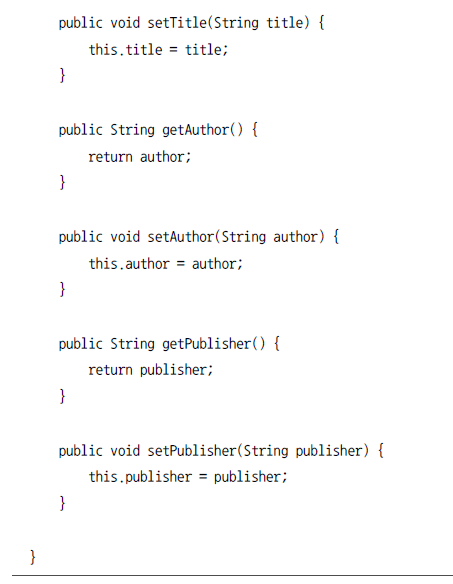 public void setTitle(String title) {
this.title = title;
}
public String getAuthor() {
return author;
}
public void setAuthor(String author) {
this.author = author;
}
public String getPublisher() {
return publisher;
}
public void setPublisher(String publisher) {
this.publisher = publisher;
}
}